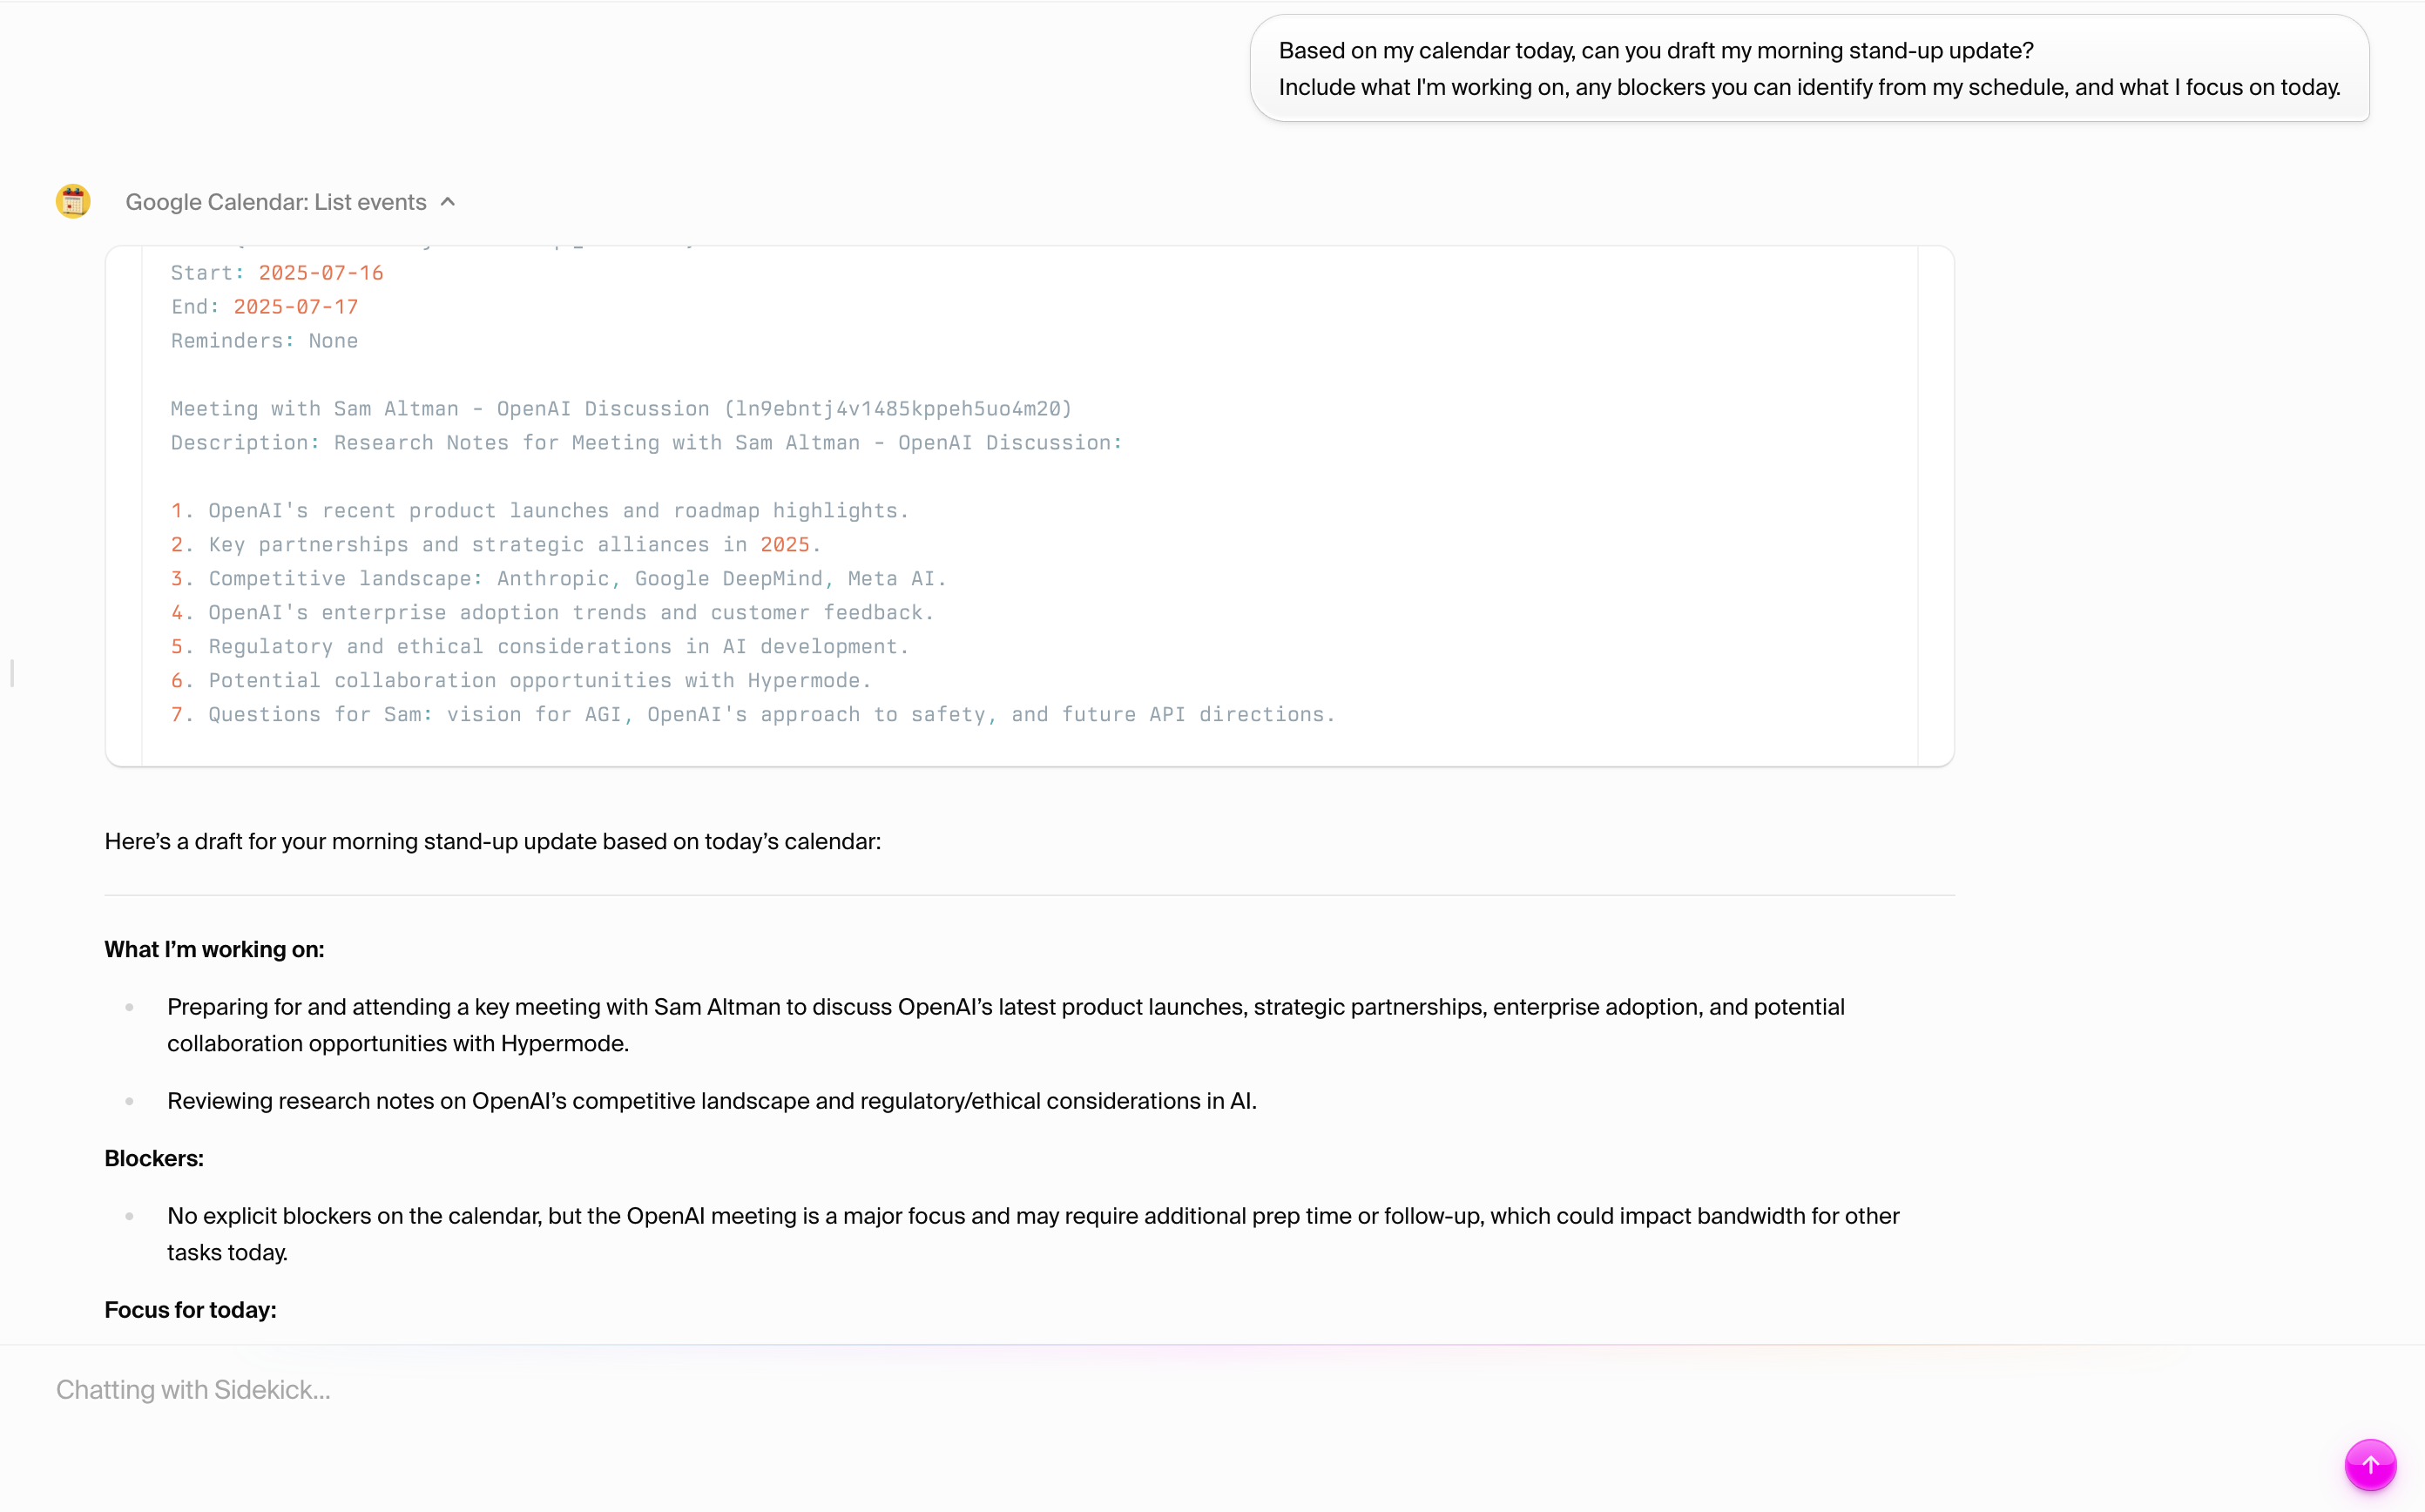 Based on my calendar today, can you draft my morning stand-up update?
Include what I'm working on, any blockers you can identify from my schedule, and what I focus on today.
Google Calendar: List events
Start: 2025-07-16
End: 2025-07-17
Reminders: None
Meeting with Sam Altman - OpenAI Discussion (ln9ebntj4v1485kppeh5uo4m20)
Description: Research Notes for Meeting with Sam Altman - OpenAI Discussion:
1. OpenAI's recent product launches and roadmap highlights.
2. Key partnerships and strategic alliances in 2025.
3. Competitive landscape: Anthropic, Google DeepMind, Meta AI.
4. OpenAI's enterprise adoption trends and customer feedback.
5. Regulatory and ethical considerations in AI development.
6. Potential collaboration opportunities with Hypermode.
7. Questions for Sam: vision for AGI, OpenAI's approach to safety, and future API directions.
Here’s a draft for your morning stand-up update based on today’s calendar:
What I’m working on:
Preparing for and attending a key meeting with Sam Altman to discuss OpenAI’s latest product launches, strategic partnerships, enterprise adoption, and potential
collaboration opportunities with Hypermode.
Reviewing research notes on OpenAI’s competitive landscape and regulatory/ethical considerations in AI.
Blockers:
No explicit blockers on the calendar, but the OpenAI meeting is a major focus and may require additional prep time or follow-up, which could impact bandwidth for other
tasks today.
Focus for today:
Chatting with Sidekick...